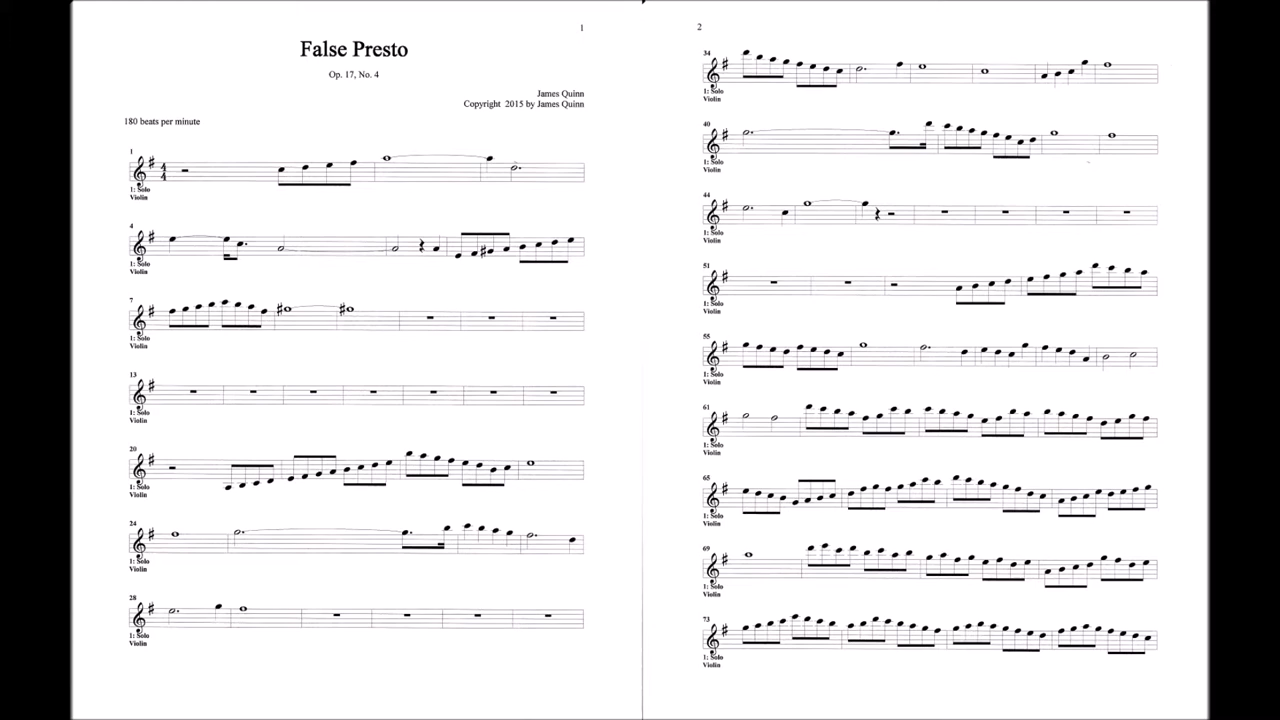 1
False Presto
Op. 17, No. 4
James Quinn
Copyright 2015 by James Quinn
180 beats per minute
1
4
4
1: Solo
Violin
4
1: Solo
Violin
7
1: Solo
Violin
13
1: Solo
Violin
20
1: Solo
Violin
24
1: Solo
Violin
28
1: Solo
Violin
2
34
1: Solo
Violin
40
1: Solo
Violin
44
1: Solo
Violin
51
1: Solo
Violin
55
1: Solo
Violin
61
1: Solo
Violin
65
1: Solo
Violin
69
1: Solo
Violin
73
1: Solo
Violin